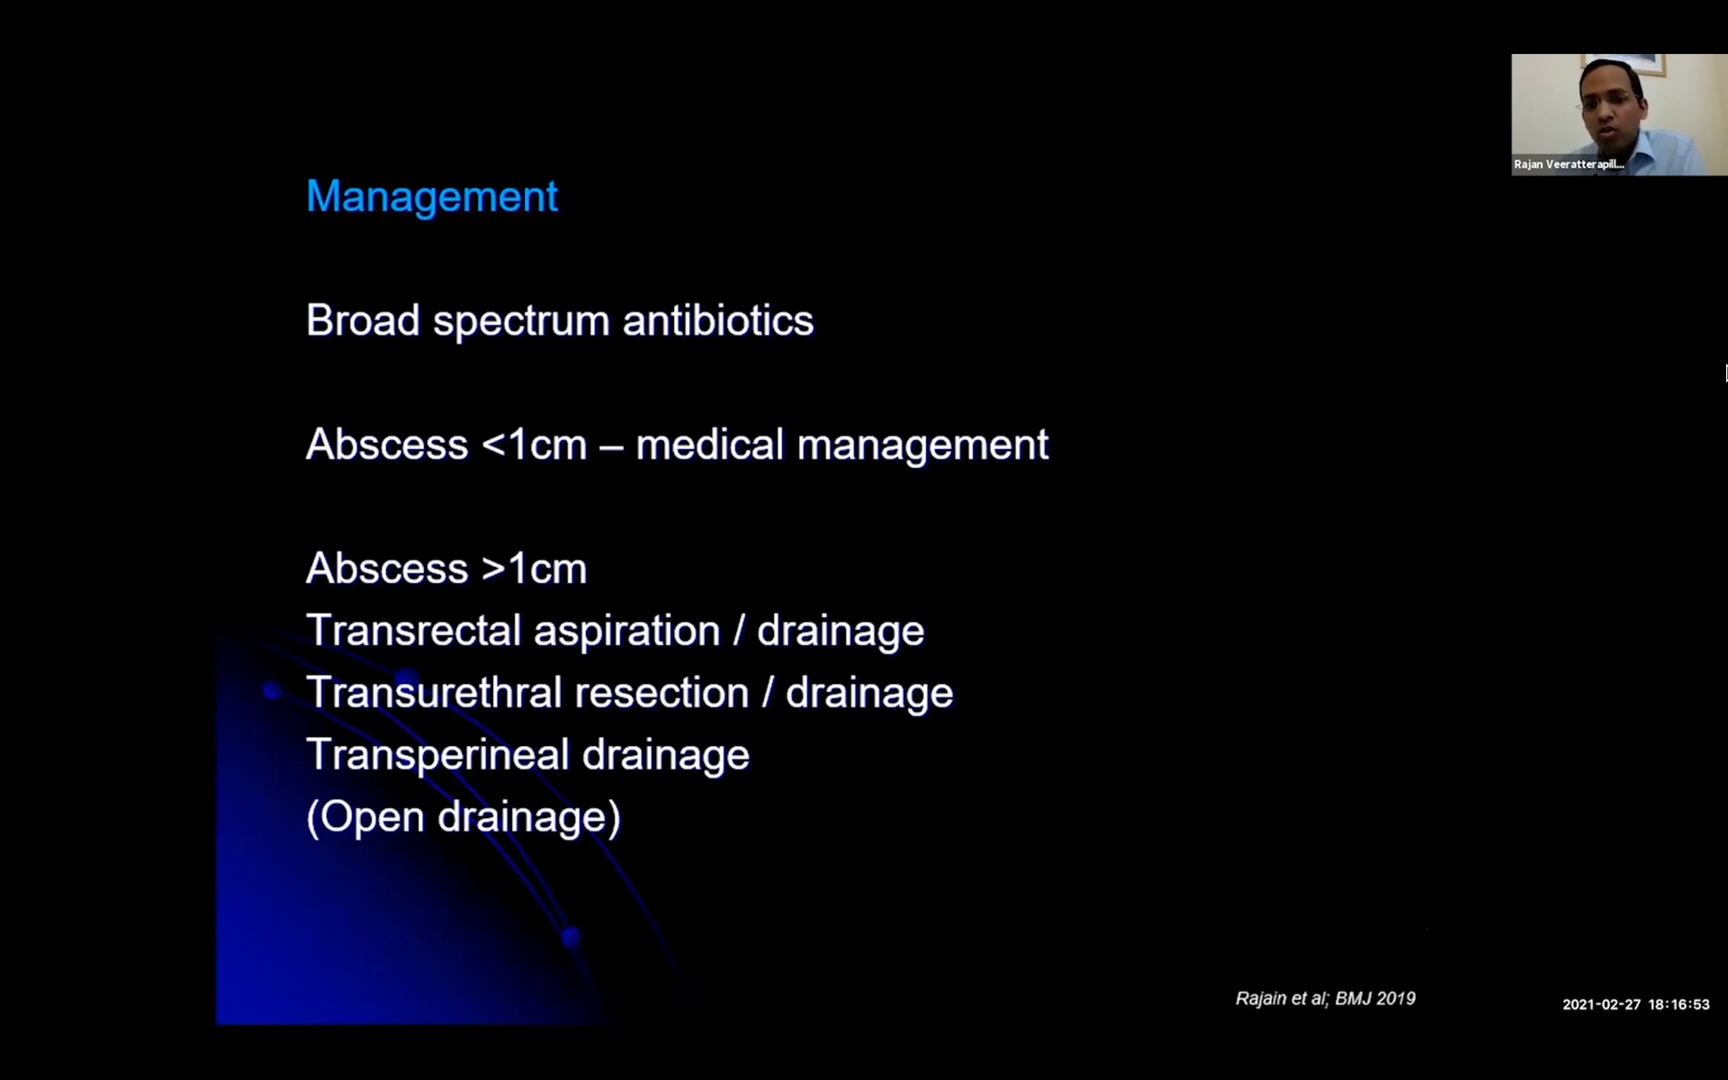 Rajan Veeratterapill...
Management
Broad spectrum antibiotics
Abscess <1cm – medical management
Abscess >1cm
Transrectal aspiration / drainage
Transurethral resection / drainage
Transperineal drainage
(Open drainage)
Rajain et al; BMJ 2019
2021-02-27 18:16:53